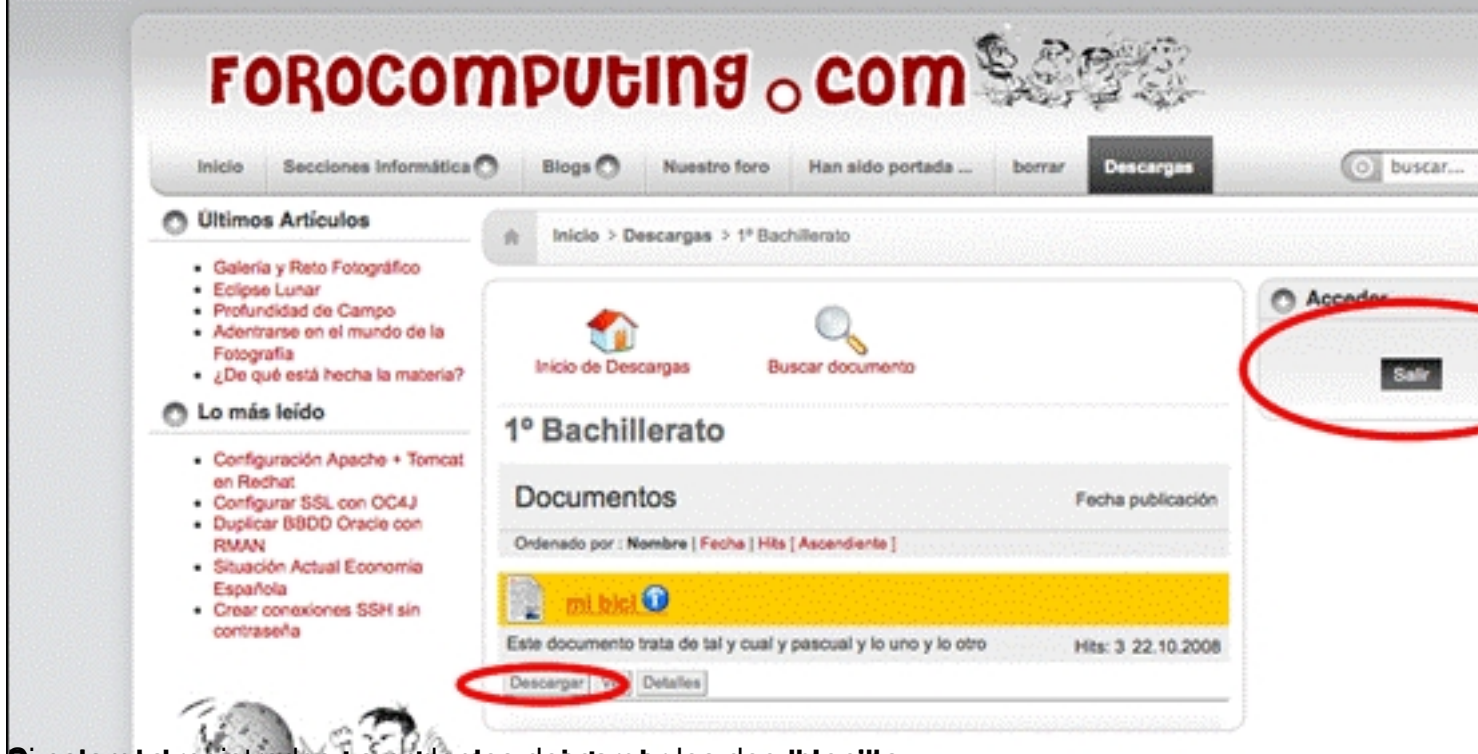 FOROCOMPUTING.COM
Inicio
Secciones Informática
Blogs
Nuestro foro
Han sido portada ...
borrar
Descargas
buscar...
Últimos Artículos
Galería y Reto Fotográfico
Eclipse Lunar
Profundidad de Campo
Adentrarse en el mundo de la
Fotografía
¿De qué está hecha la materia?
Lo más leído
Configuración Apache + Tomcat
en Redhat
Configurar SSL con OC4J
Duplicar BBDD Oracle con
RMAN
Situación Actual Economía
Española
Crear conexiones SSH sin
contraseña
Inicio > Descargas > 1º Bachillerato
Inicio de Descargas
Buscar documento
1º Bachillerato
Documentos
Fecha publicación
Ordenado por : Nombre | Fecha | Hits [ Ascendente ]
mi bici
Este documento trata de tal y cual y pascual y lo uno y lo otro
Hits: 3 22.10.2008
Descargar
Detalles
Acceder
Salir